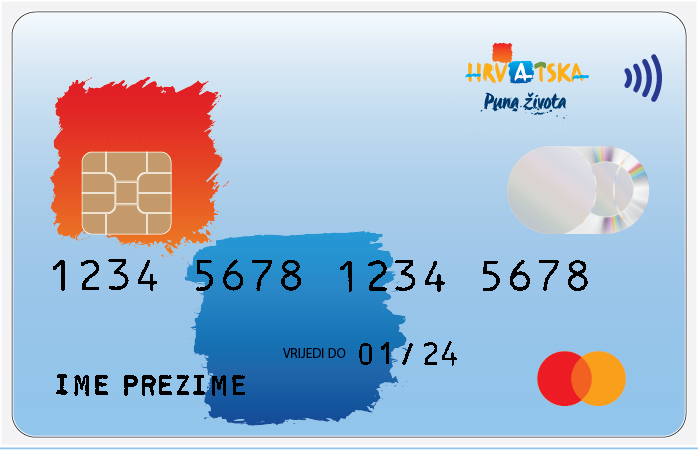 HRVATSKA
Puna života
1234 5678 1234 5678
VRIJEDI DO 01/24
IME PREZIME